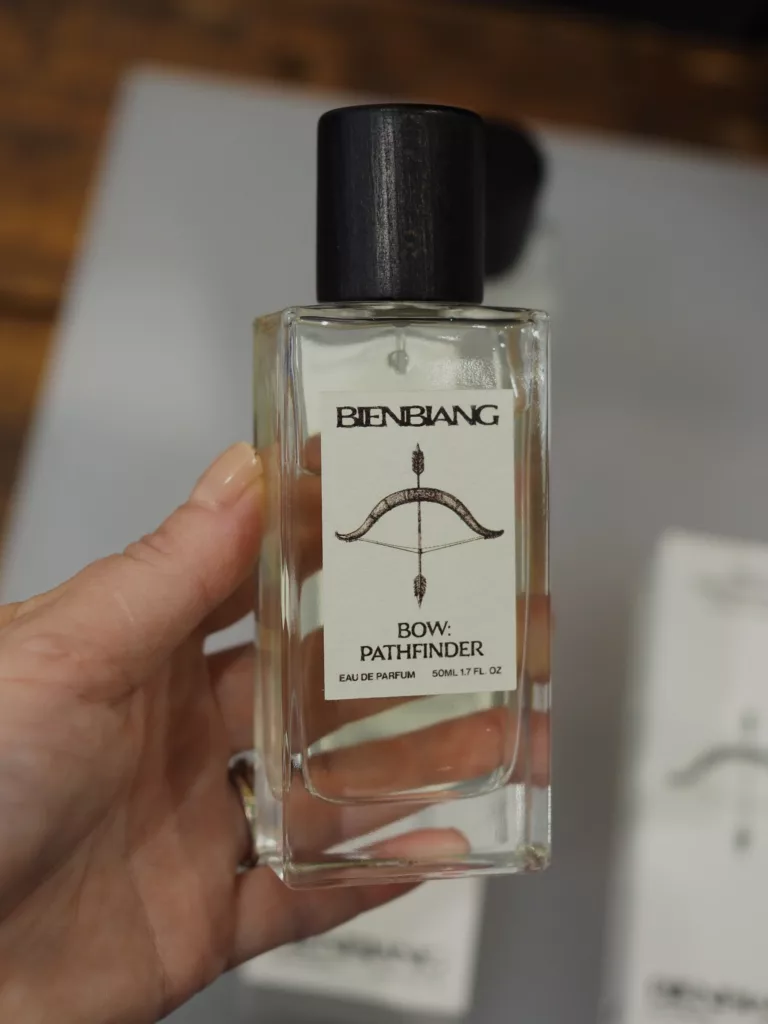 BIENBIANG
BOW:
PATHFINDER
EAU DE PARFUM 50ML 1.7 FL. OZ